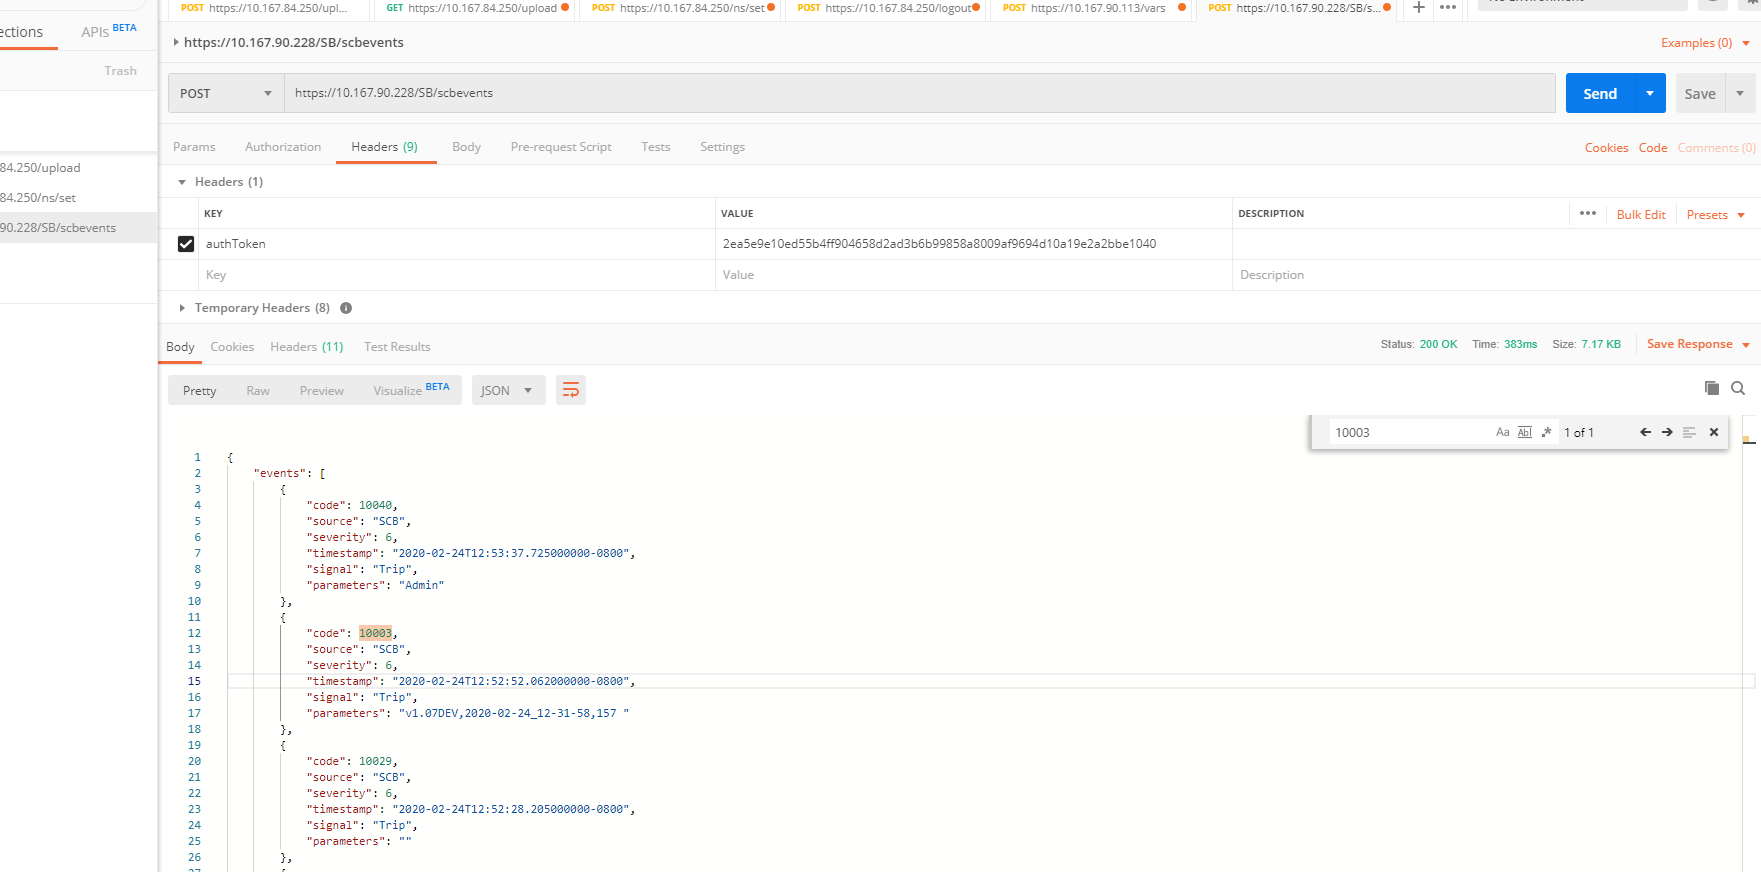 POST https://10.167.84.250/upl... GET https://10.167.84.250/upload POST https://10.167.84.250/ns/set POST https://10.167.84.250/logout POST https://10.167.90.113/vars POST https://10.167.90.228/SB/s... + •••
ections APIs BETA
Trash
84.250/upload
84.250/ns/set
90.228/SB/scbevents
https://10.167.90.228/SB/scbevents Examples (0)
POST https://10.167.90.228/SB/scbevents Send Save
Params Authorization Headers (9) Body Pre-request Script Tests Settings Cookies Code Comments (0)
Headers (1)
KEY VALUE DESCRIPTION ••• Bulk Edit Presets
authToken 2ea5e9e10ed55b4ff904658d2ad3b6b99858a8009af9694d10a19e2a2bbe1040
Key Value Description
Temporary Headers (8) i
Body Cookies Headers (11) Test Results Status: 200 OK Time: 383ms Size: 7.17 KB Save Response
Pretty Raw Preview Visualize BETA JSON
10003 Aa Abl .* 1 of 1
1 {
2 "events": [
3 {
4 "code": 10040,
5 "source": "SCB",
6 "severity": 6,
7 "timestamp": "2020-02-24T12:53:37.725000000-0800",
8 "signal": "Trip",
9 "parameters": "Admin"
10 },
11 {
12 "code": 10003,
13 "source": "SCB",
14 "severity": 6,
15 "timestamp": "2020-02-24T12:52:52.062000000-0800",
16 "signal": "Trip",
17 "parameters": "v1.07DEV,2020-02-24_12-31-58,157 "
18 },
19 {
20 "code": 10029,
21 "source": "SCB",
22 "severity": 6,
23 "timestamp": "2020-02-24T12:52:28.205000000-0800",
24 "signal": "Trip",
25 "parameters": ""
26 },